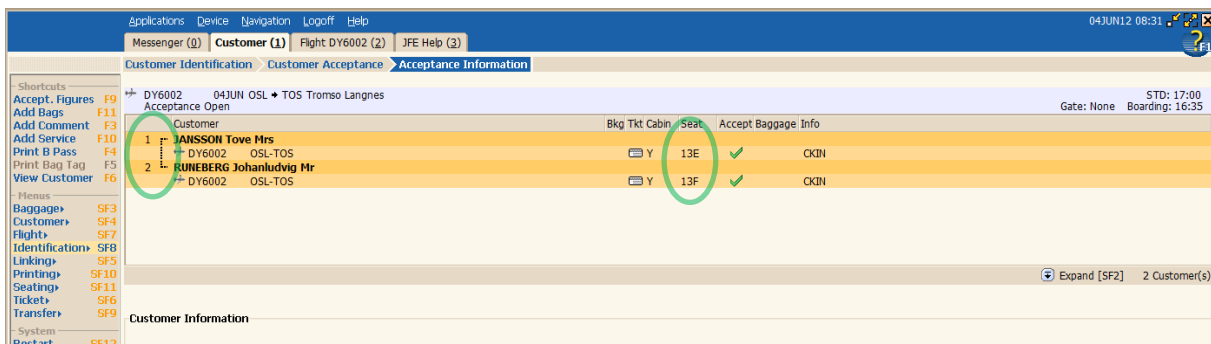 Applications Device Navigation Logoff Help 04JUN12 08:31
Messenger (0) Customer (1) Flight DY6002 (2) JFE Help (3) ? F1
Customer Identification Customer Acceptance Acceptance Information
Shortcuts
Accept. Figures F9
Add Bags F11
Add Comment F3
Add Service F10
Print B Pass F4
Print Bag Tag F5
View Customer F6
Menus
Baggage SF3
Customer SF4
Flight SF7
Identification SF8
Linking SF5
Printing SF10
Seating SF11
Ticket SF6
Transfer SF9
System
Restart SF12
DY6002 04JUN OSL TOS Tromso Langnes STD: 17:00
Acceptance Open Gate: None Boarding: 16:35
Customer Bkg Tkt Cabin Seat Accept Baggage Info
1 JANSSON Tove Mrs
DY6002 OSL-TOS Y 13E CKIN
2 RUNEBERG Johanludvig Mr
DY6002 OSL-TOS Y 13F CKIN
Expand [SF2] 2 Customer(s)
Customer Information